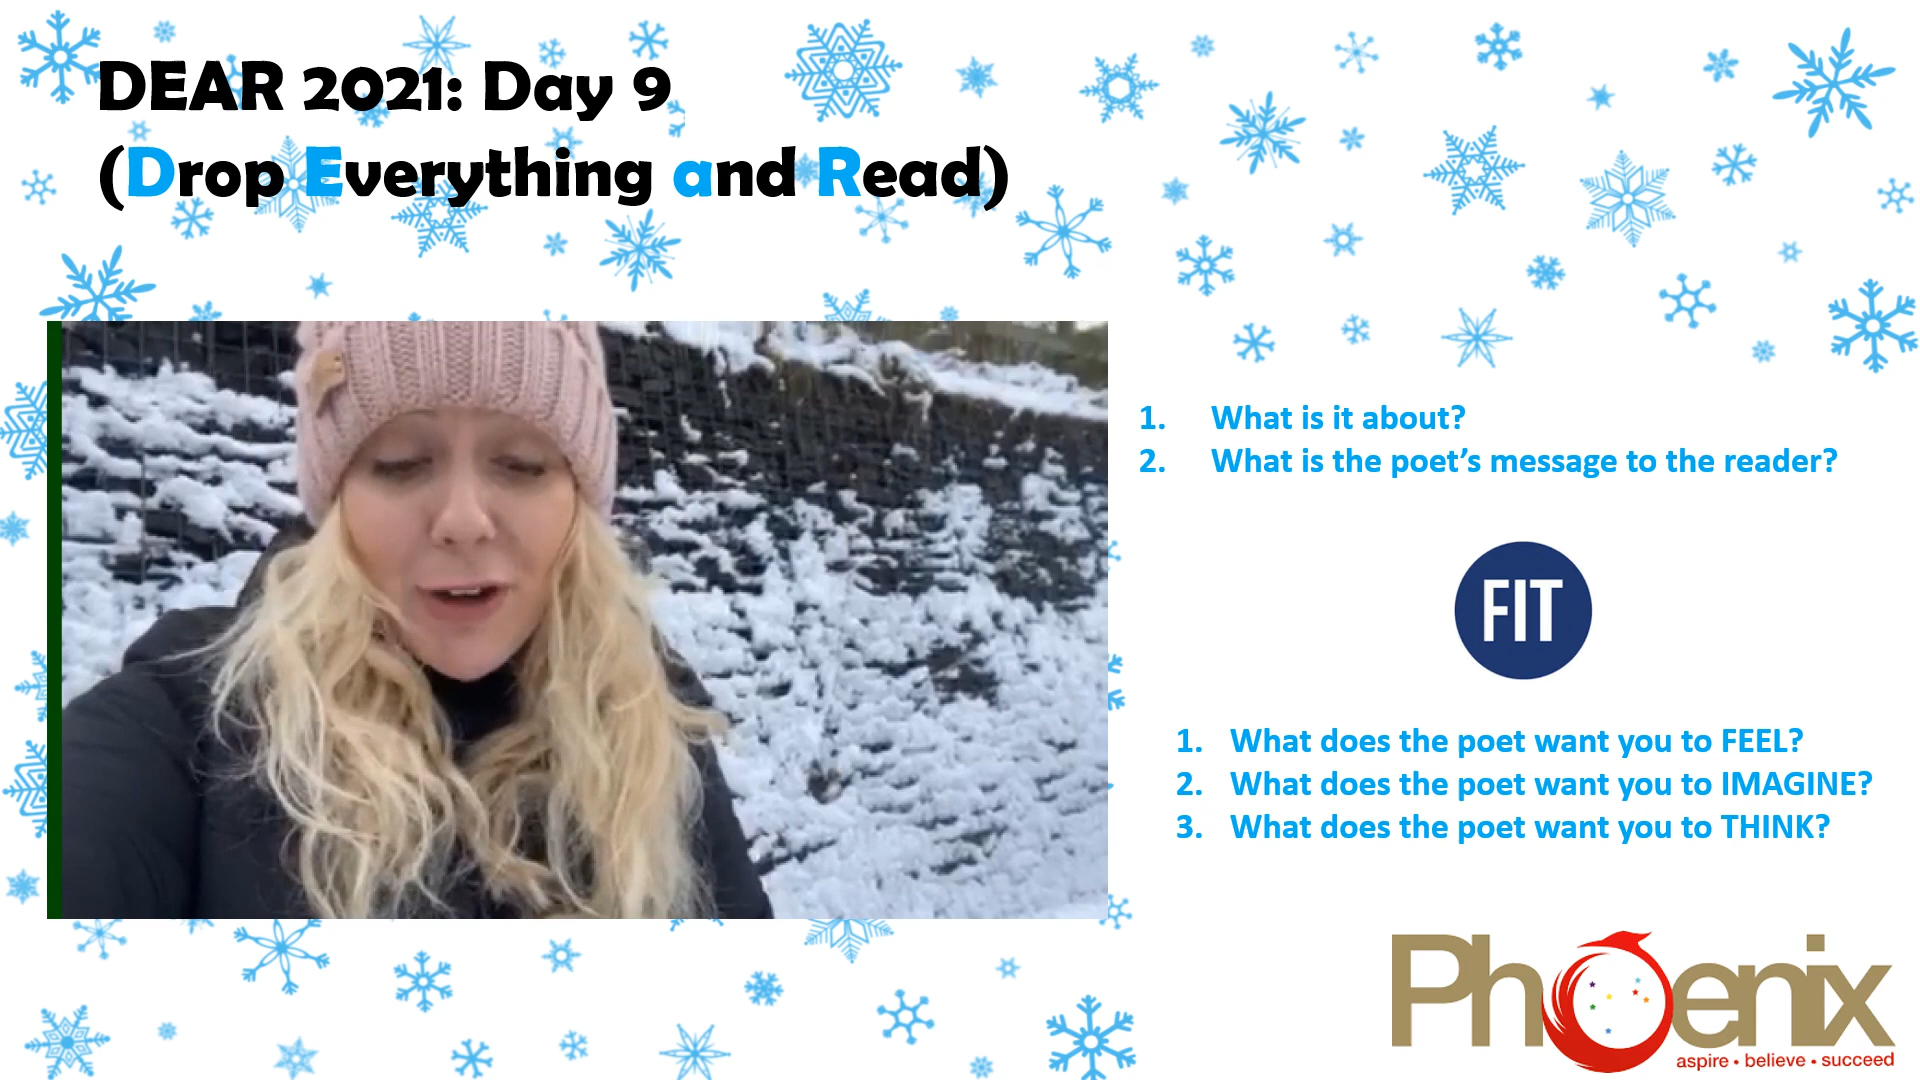 DEAR 2021: Day 9
(Drop Everything and Read)
1. What is it about?
2. What is the poet’s message to the reader?
FIT
1. What does the poet want you to FEEL?
2. What does the poet want you to IMAGINE?
3. What does the poet want you to THINK?
Phoenix
aspire • believe • succeed